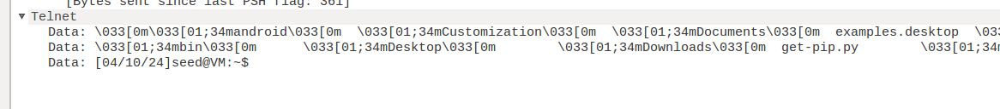 [Bytes sent since last PSH flag: 361]
Telnet
Data: \033[0m\033[01;34mandroid\033[0m  \033[01;34mCustomization\033[0m  \033[01;34mDocuments\033[0m  examples.desktop  \033
Data: \033[01;34mbin\033[0m      \033[01;34mDesktop\033[0m        \033[01;34mDownloads\033[0m  get-pip.py        \033[01;34m
Data: [04/10/24]seed@VM:~$